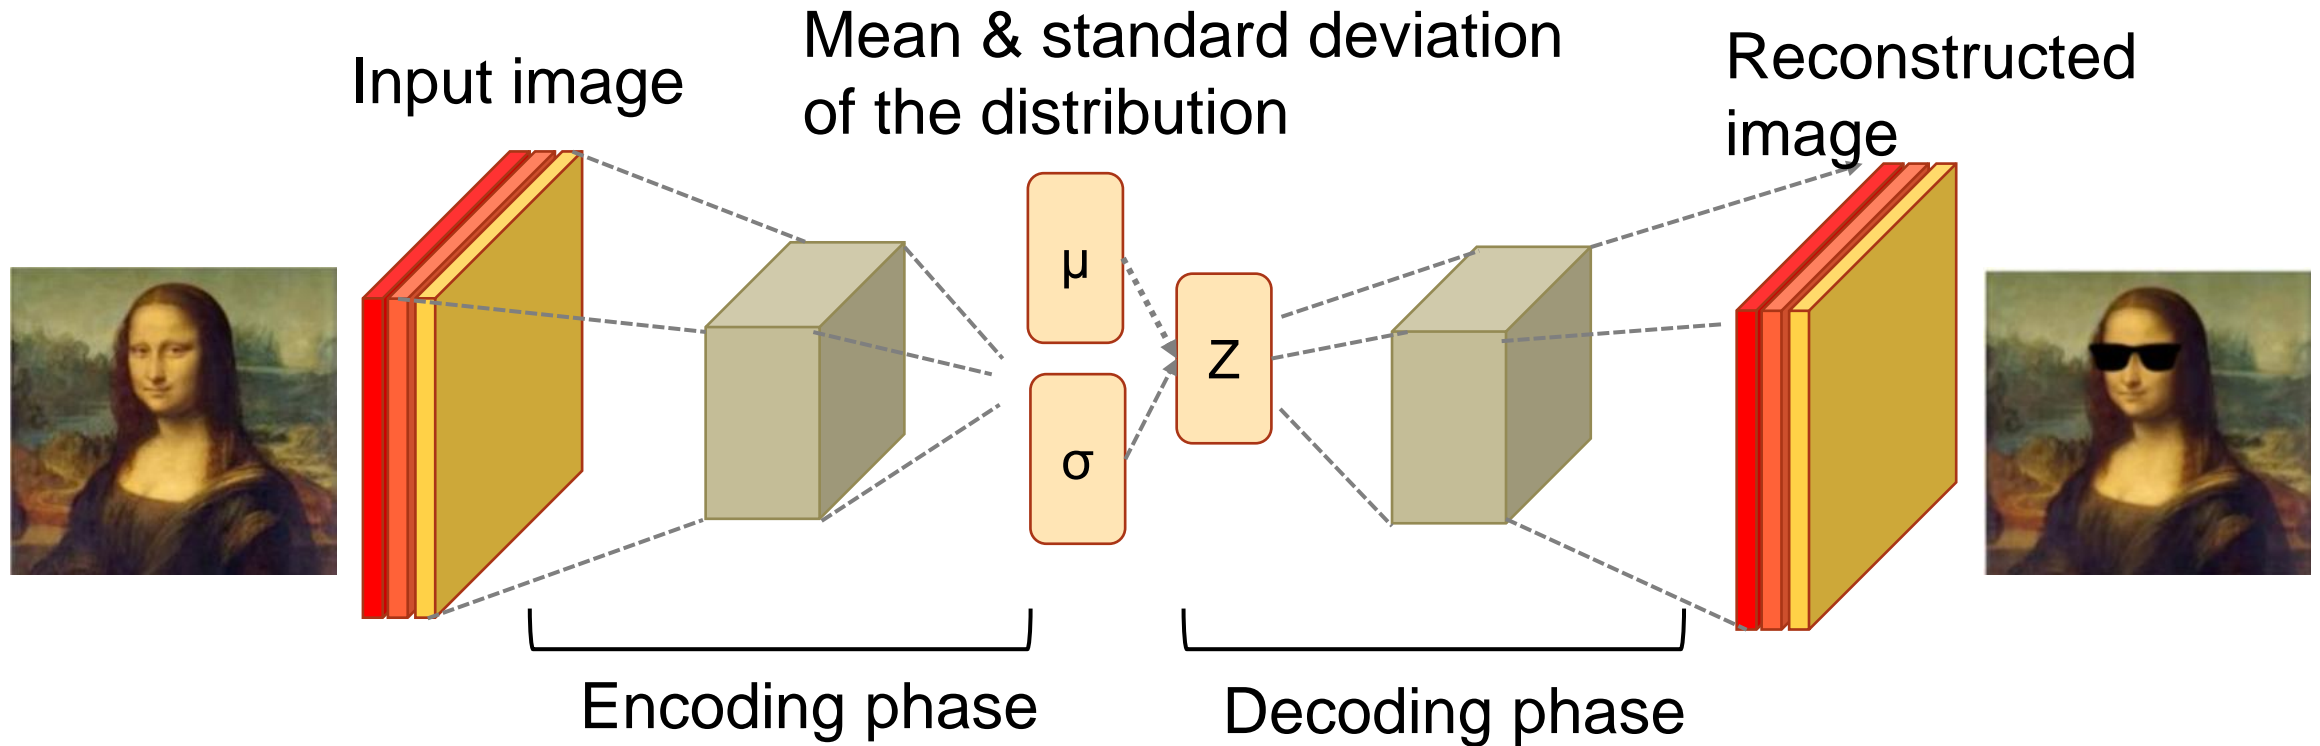 Input image
Mean & standard deviation
of the distribution
Reconstructed
image
μ
σ
Z
Encoding phase
Decoding phase